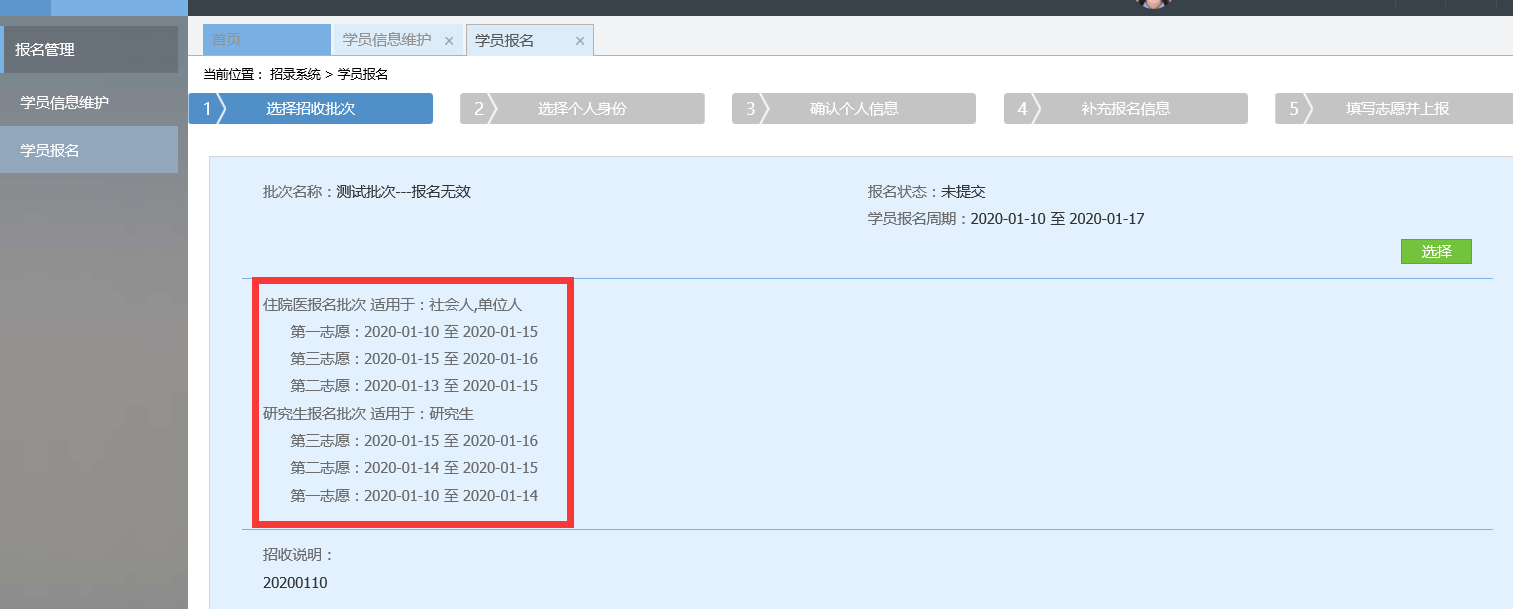 报名管理
学员信息维护
学员报名
首页 学员信息维护 × 学员报名 ×
当前位置： 招录系统 > 学员报名
1 选择招收批次 2 选择个人身份 3 确认个人信息 4 补充报名信息 5 填写志愿并上报
批次名称：测试批次---报名无效 报名状态：未提交
学员报名周期：2020-01-10 至 2020-01-17
选择
住院医报名批次 适用于：社会人,单位人
第一志愿：2020-01-10 至 2020-01-15
第三志愿：2020-01-15 至 2020-01-16
第二志愿：2020-01-13 至 2020-01-15
研究生报名批次 适用于：研究生
第三志愿：2020-01-15 至 2020-01-16
第二志愿：2020-01-14 至 2020-01-15
第一志愿：2020-01-10 至 2020-01-14
招收说明：
20200110